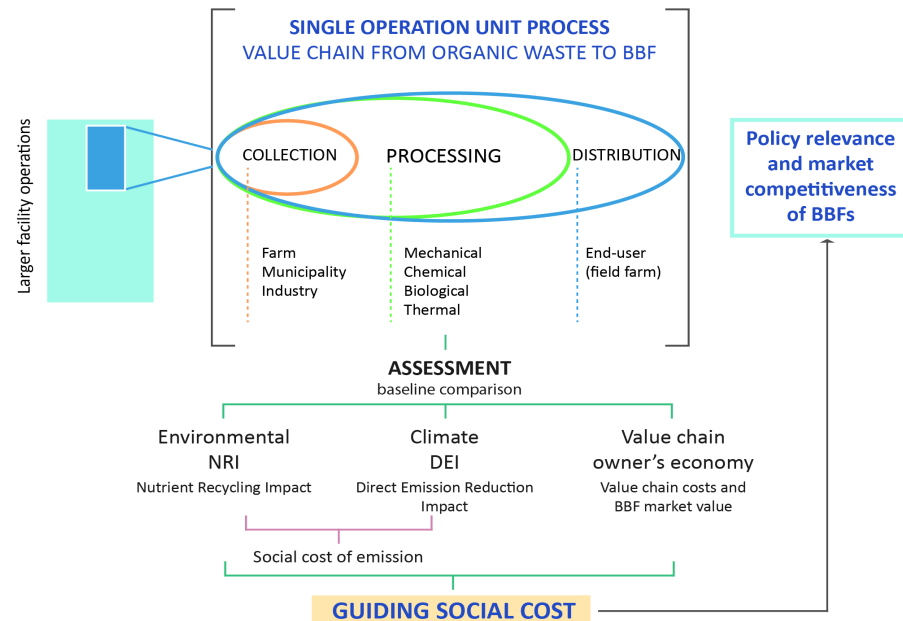 SINGLE OPERATION UNIT PROCESS
VALUE CHAIN FROM ORGANIC WASTE TO BBF
Larger facility operations
COLLECTION
PROCESSING
DISTRIBUTION
Farm
Municipality
Industry
Mechanical
Chemical
Biological
Thermal
End-user
(field farm)
Policy relevance
and market
competitiveness
of BBFs
ASSESSMENT
baseline comparison
Environmental
NRI
Nutrient Recycling Impact
Climate
DEI
Direct Emission Reduction
Impact
Value chain
owner’s economy
Value chain costs and
BBF market value
Social cost of emission
GUIDING SOCIAL COST